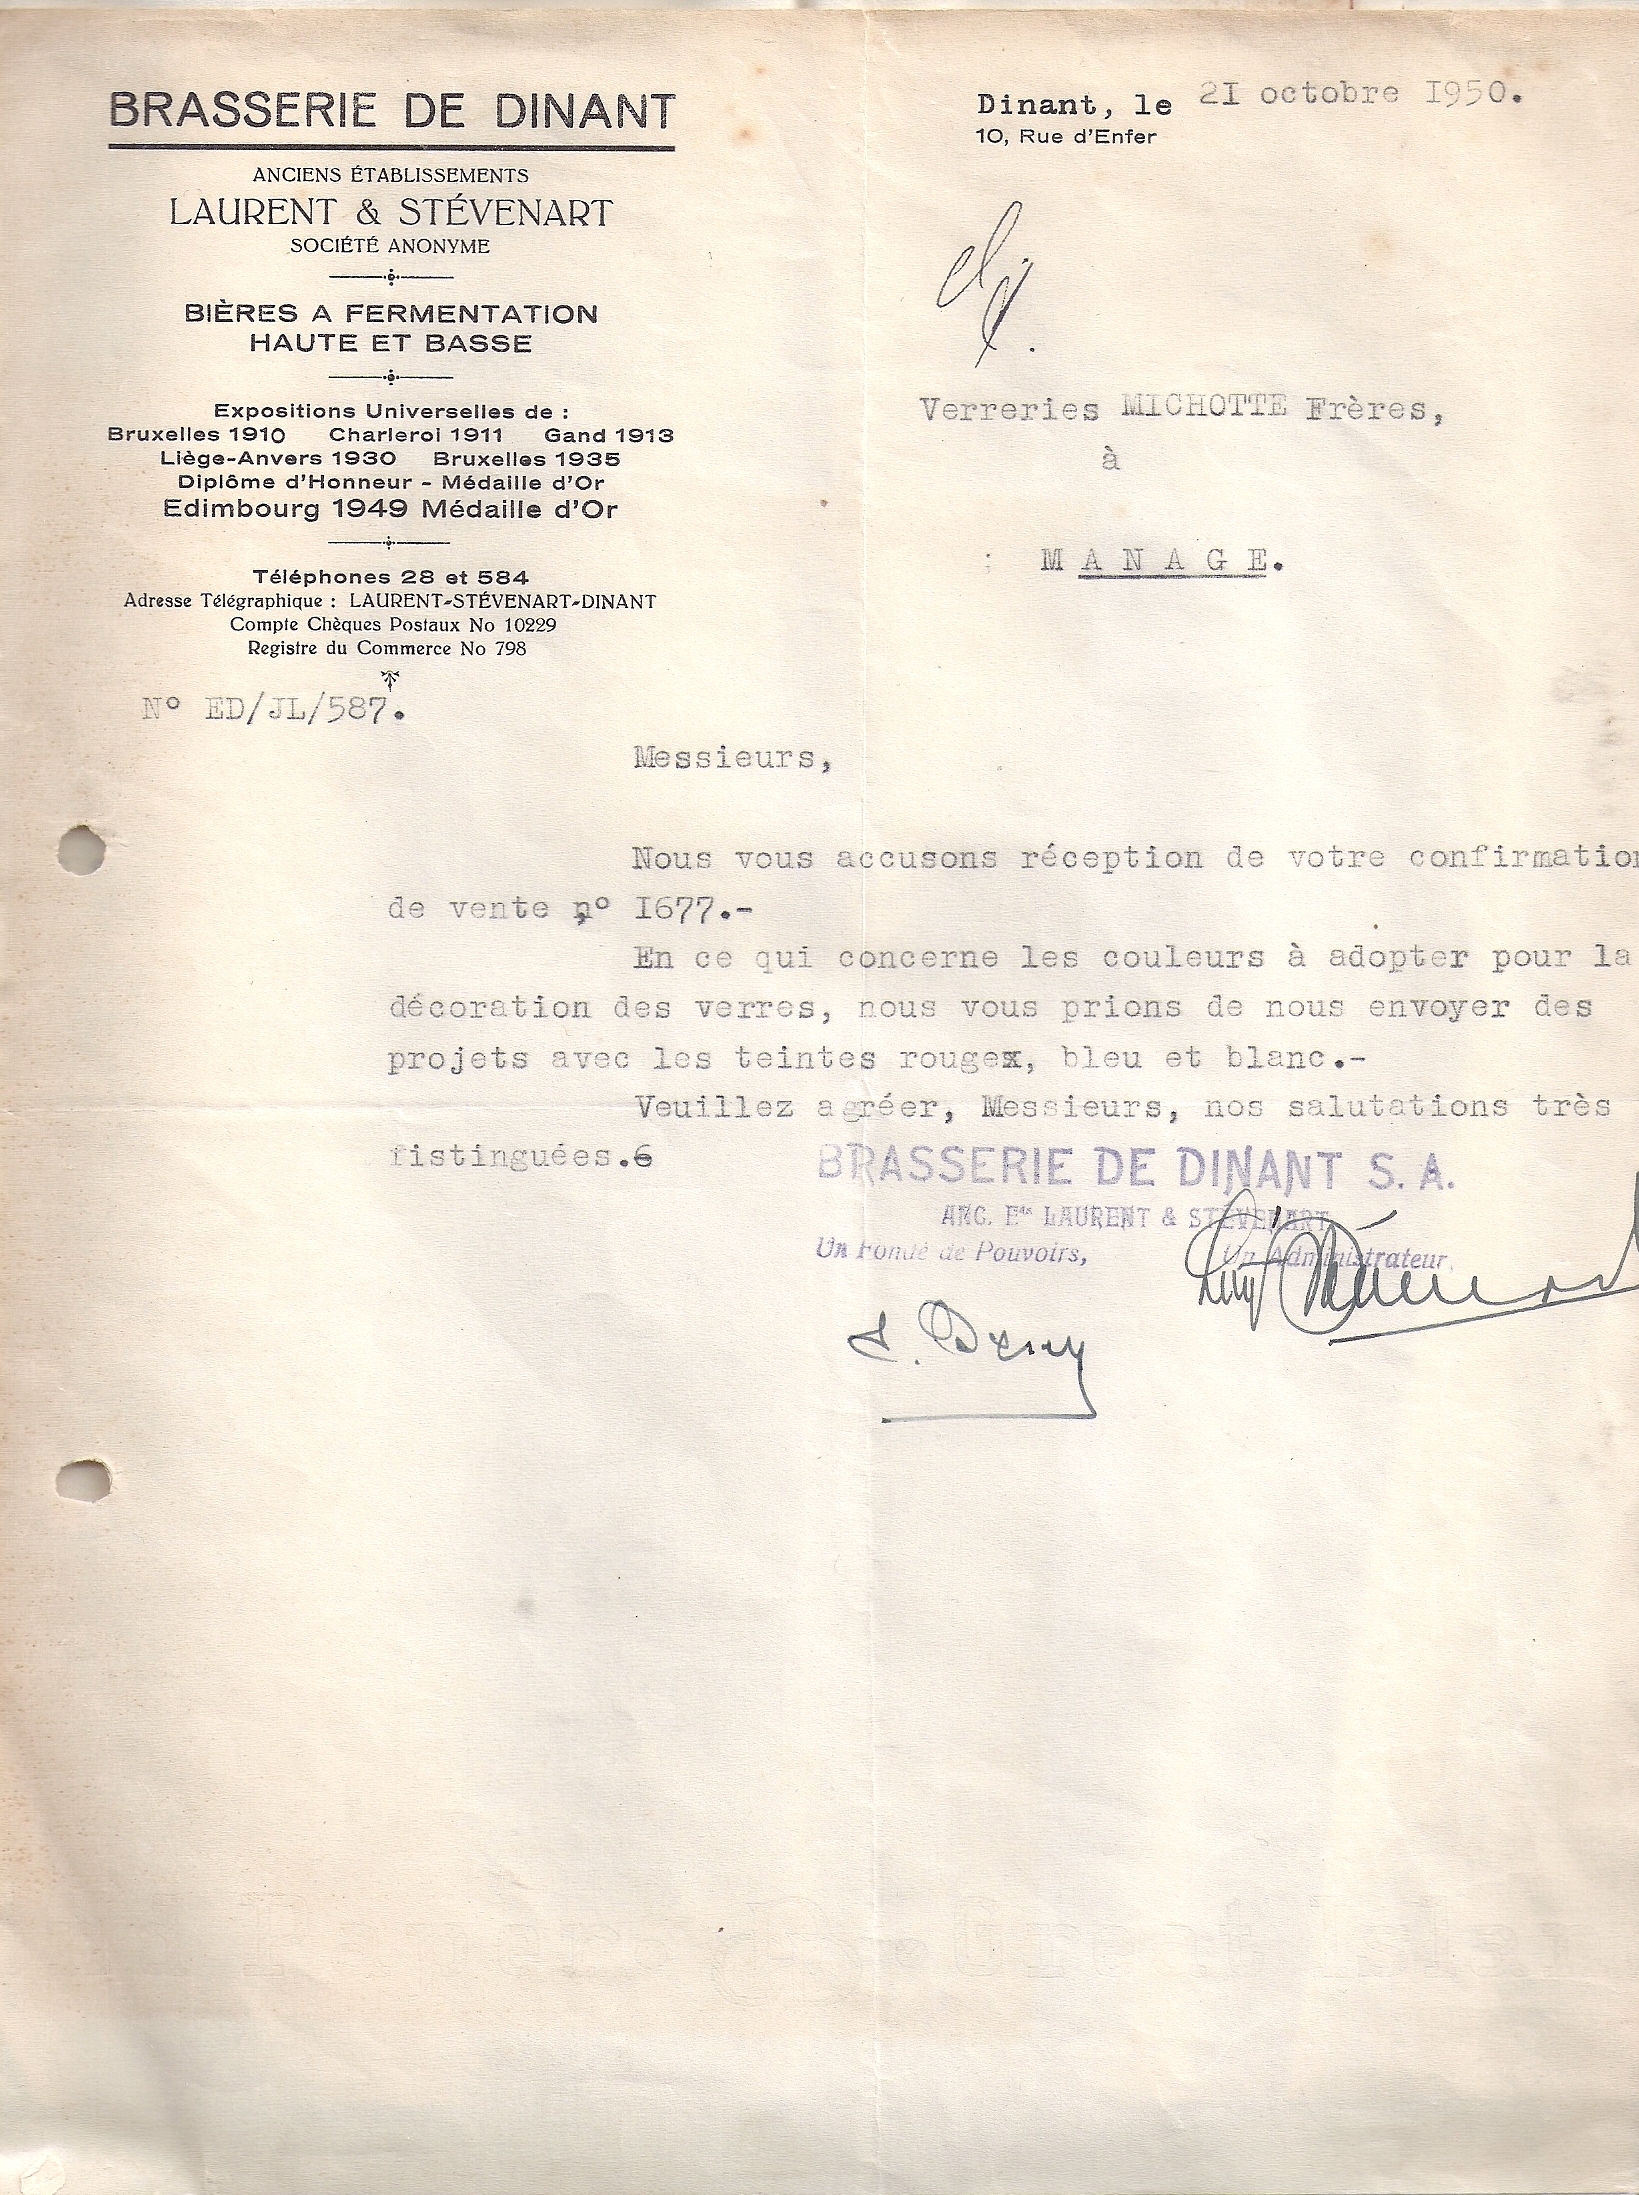 BRASSERIE DE DINANT
ANCIENS ÉTABLISSEMENTS
LAURENT & STÉVENART
SOCIÉTÉ ANONYME
BIÈRES A FERMENTATION
HAUTE ET BASSE
Expositions Universelles de :
Bruxelles 1910 Charleroi 1911 Gand 1913
Liège-Anvers 1930 Bruxelles 1935
Diplôme d'Honneur - Médaille d'Or
Edimbourg 1949 Médaille d'Or
Téléphones 28 et 584
Adresse Télégraphique : LAURENT-STÉVENART-DINANT
Compte Chèques Postaux No 10229
Registre du Commerce No 798
N° ED/JL/587.
Dinant, le 21 octobre 1950.
10, Rue d'Enfer
Verreries MICHOTTE Frères,
à
M A N A G E.
Messieurs,
Nous vous accusons réception de votre confirmation
de vente n° I677.-
En ce qui concerne les couleurs à adopter pour la
décoration des verres, nous vous prions de nous envoyer des
projets avec les teintes rougex, bleu et blanc.-
Veuillez agréer, Messieurs, nos salutations très
fistinguées.6
BRASSERIE DE DINANT S. A.
ANC. Ets LAURENT & STÉVENART
Un Fondé de Pouvoirs, Un Administrateur,